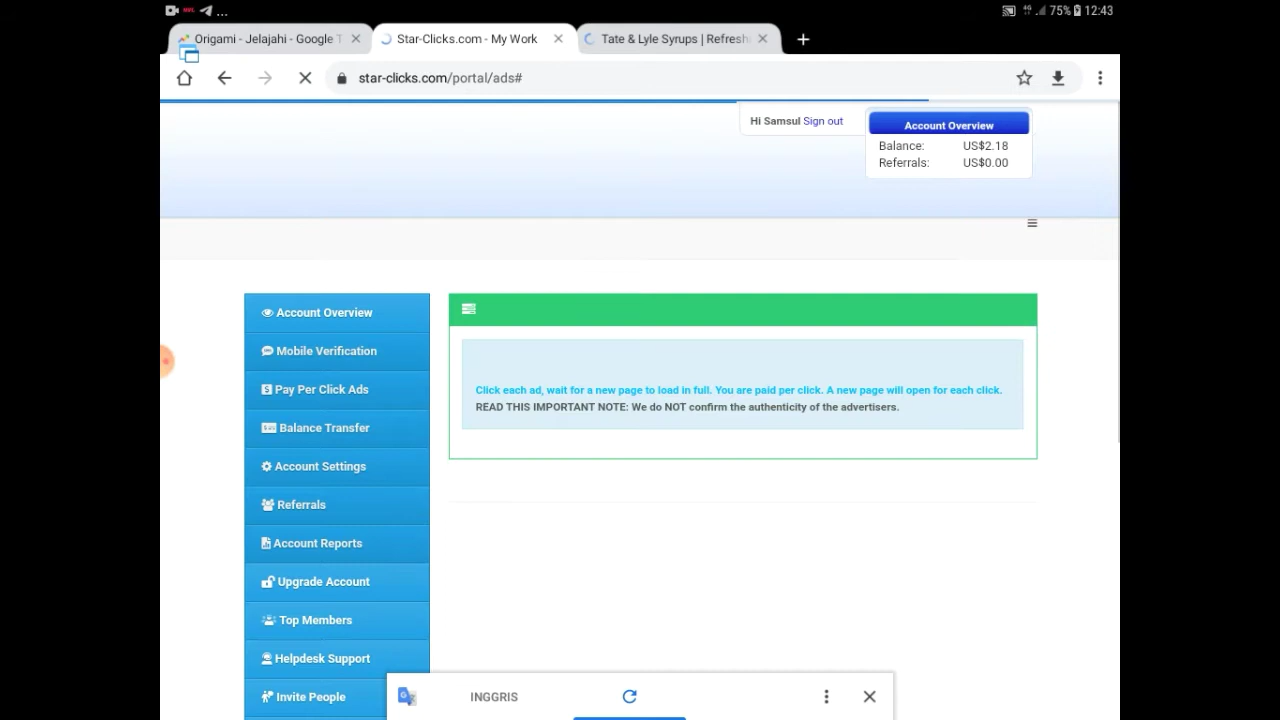 ... 75% 12:43
Origami - Jelajahi - Google T
Star-Clicks.com - My Work
Tate & Lyle Syrups | Refresh
star-clicks.com/portal/ads#
Hi Samsul Sign out
Account Overview
Balance: US$2.18
Referrals: US$0.00
Account Overview
Mobile Verification
Pay Per Click Ads
Balance Transfer
Account Settings
Referrals
Account Reports
Upgrade Account
Top Members
Helpdesk Support
Invite People
Click each ad, wait for a new page to load in full. You are paid per click. A new page will open for each click.
READ THIS IMPORTANT NOTE: We do NOT confirm the authenticity of the advertisers.
INGGRIS